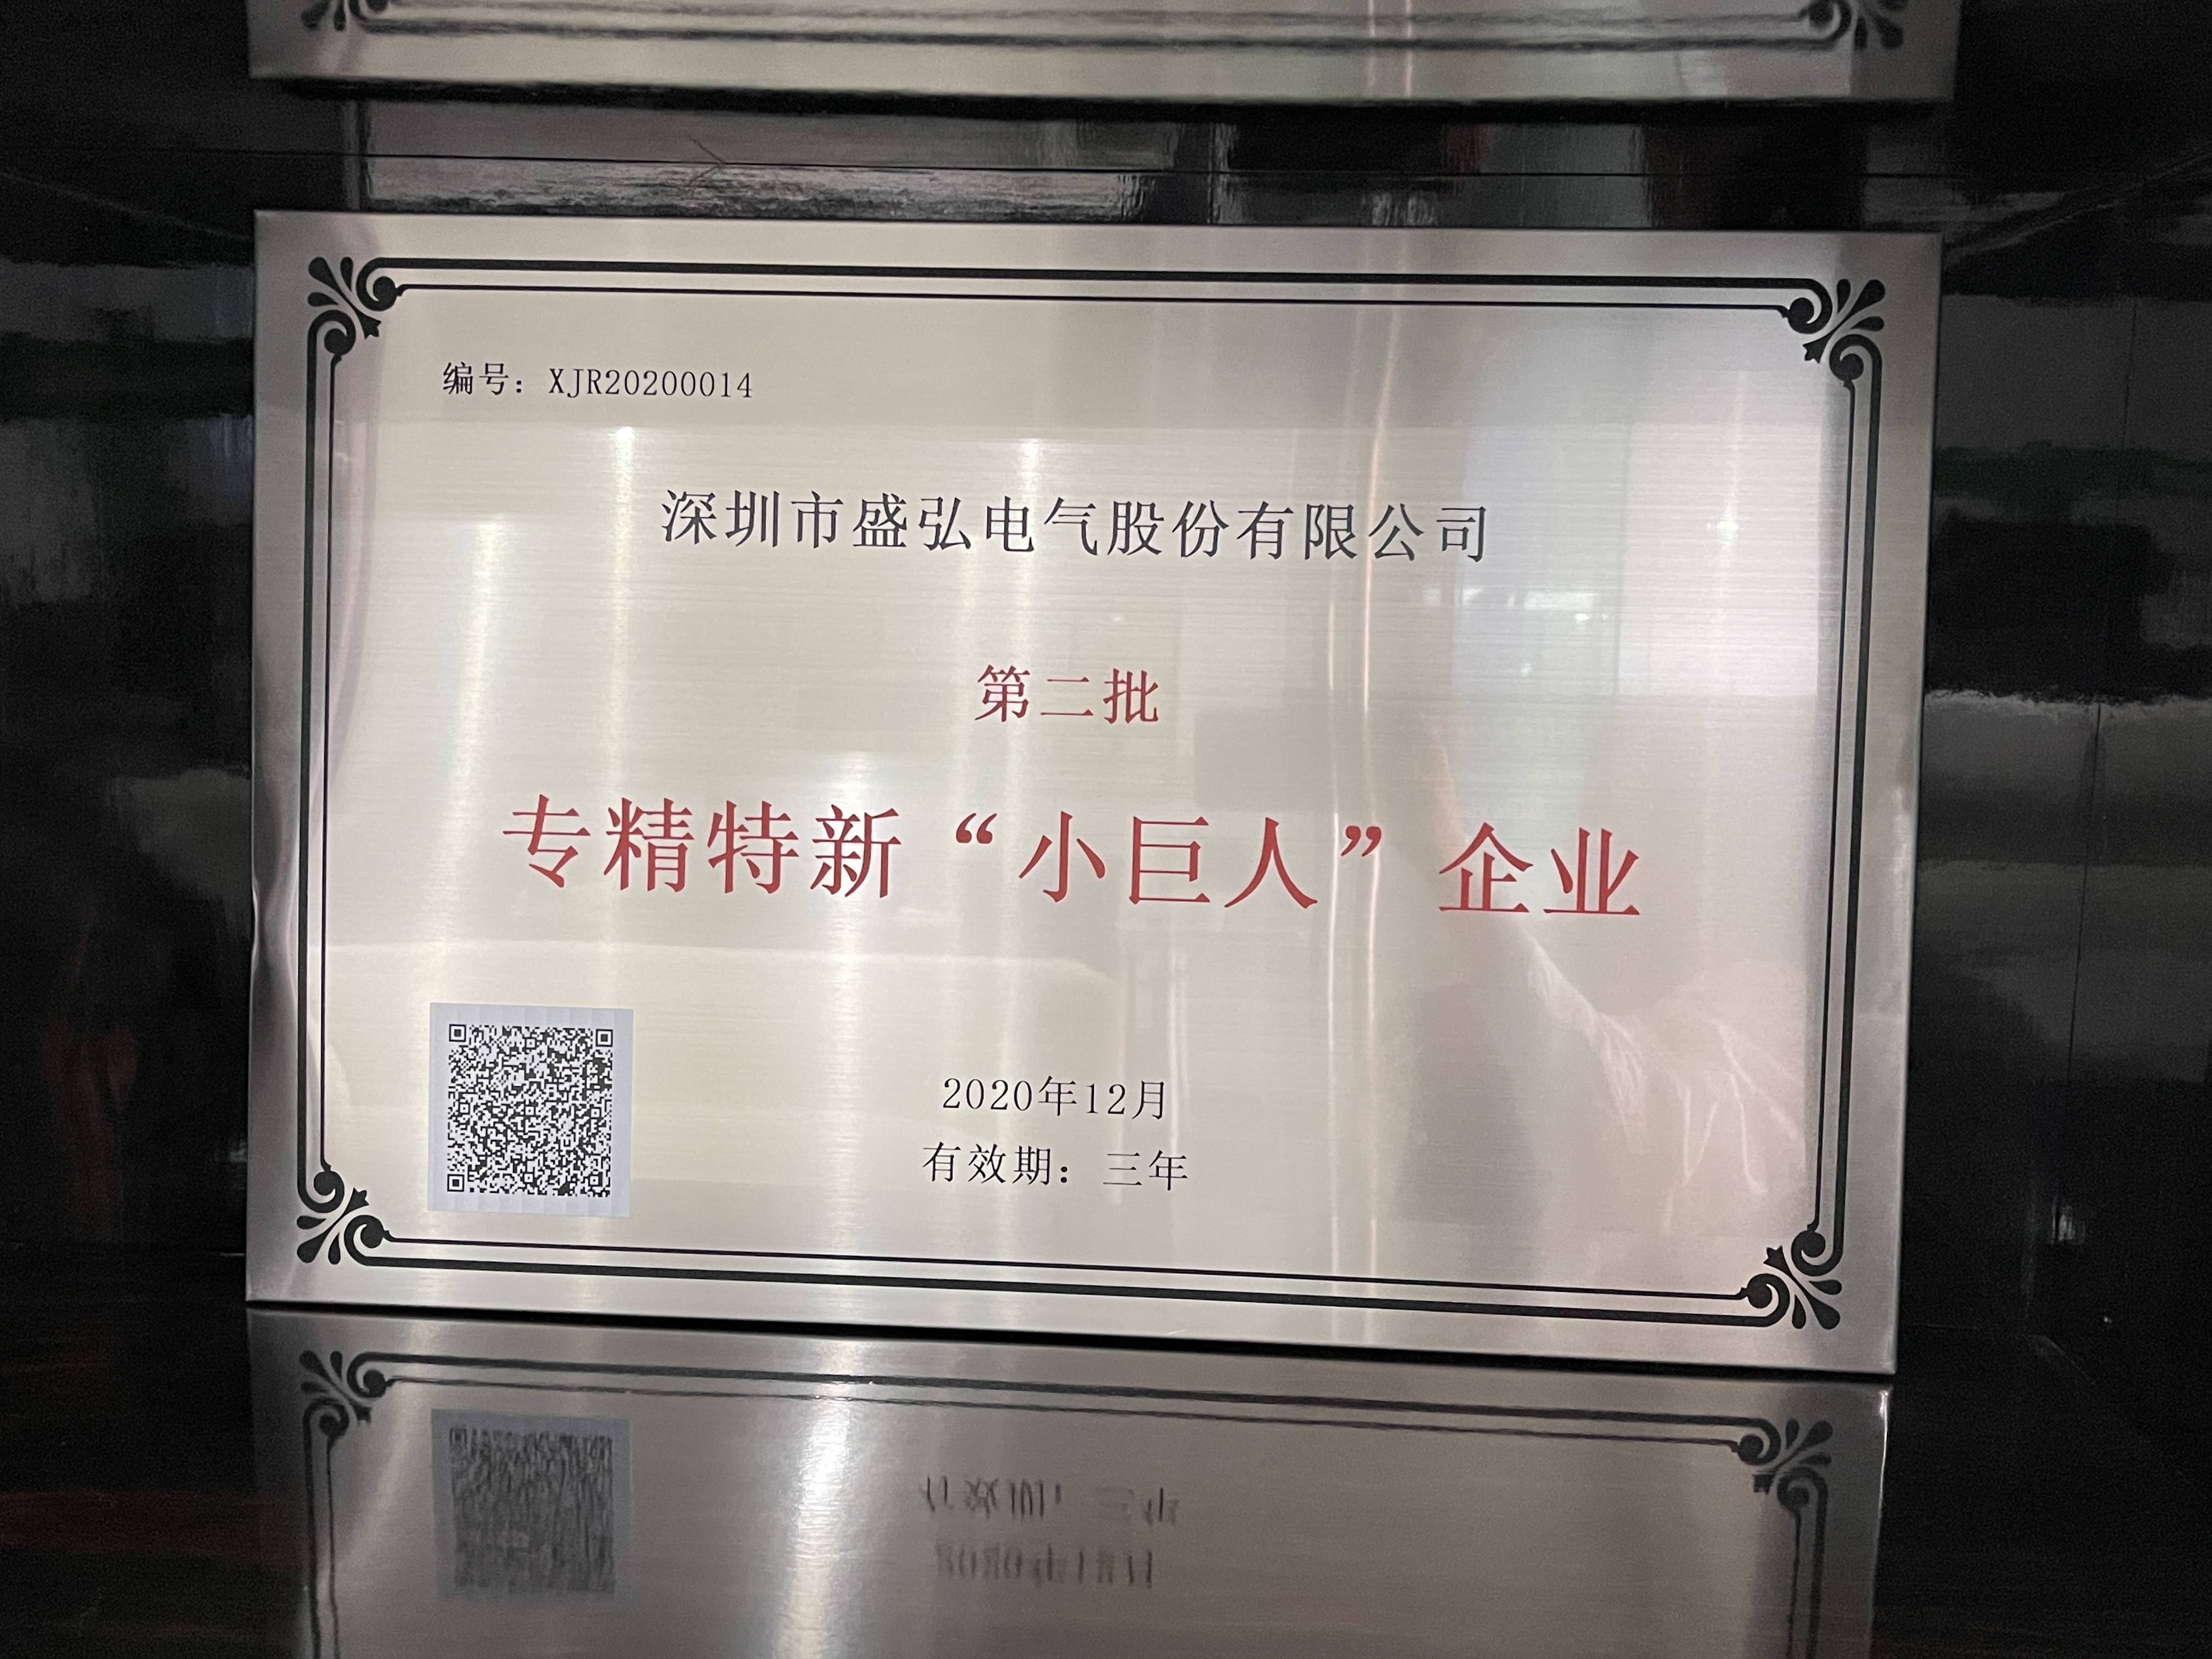 编号：XJR20200014
深圳市盛弘电气股份有限公司
第二批
专精特新“小巨人”企业
2020年12月
有效期：三年